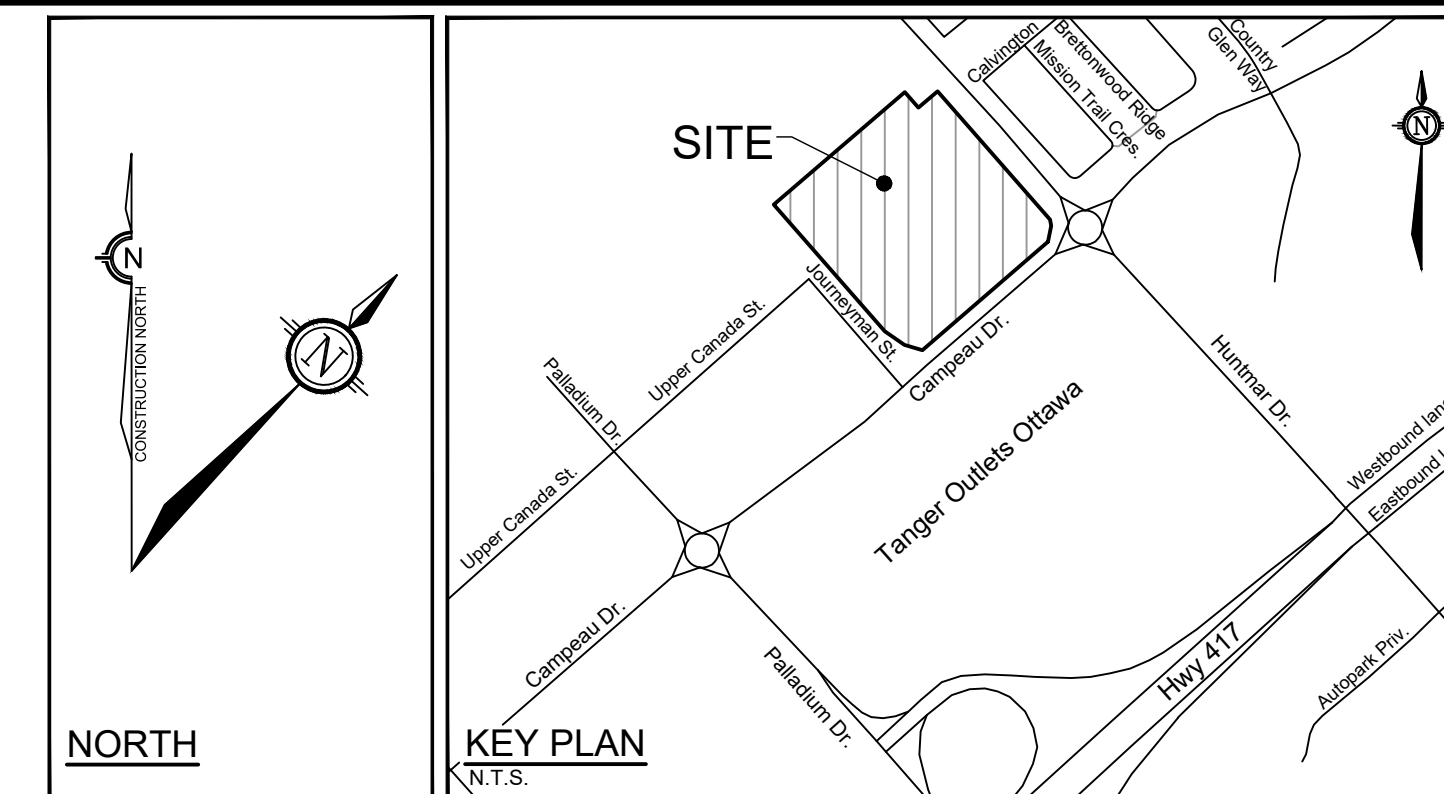 N
CONSTRUCTION NORTH
N
NORTH
SITE
Calvington
Brettonwood Ridge
Mission Trail Cres.
Country
Glen Way
N
Journeyman St.
Upper Canada St.
Palladium Dr.
Campeau Dr.
Huntmar Dr.
Tanger Outlets Ottawa
Upper Canada St.
Westbound
Eastbound
Campeau Dr.
Palladium Dr.
Hwy 417
Autopark Priv.
KEY PLAN
N.T.S.